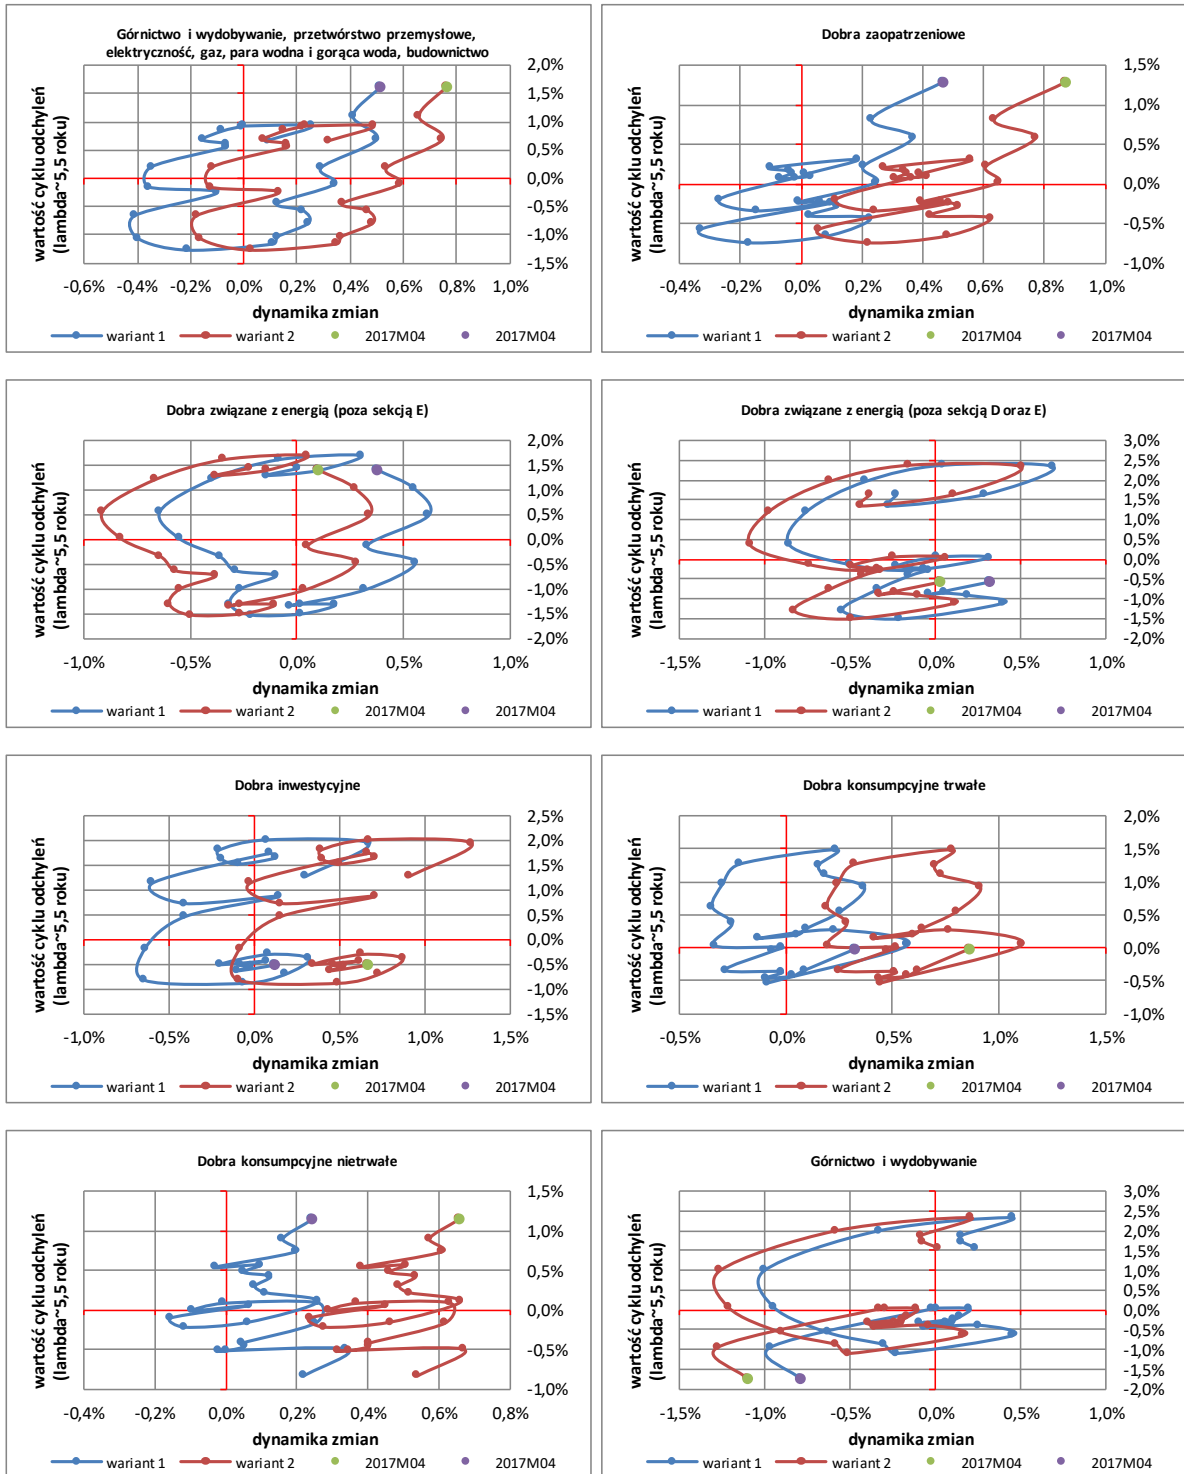 Górnictwo i wydobywanie, przetwórstwo przemysłowe,
elektryczność, gaz, para wodna i gorąca woda, budownictwo
wartość cyklu odchyleń
(lambda~5,5 roku)
2,0%
1,5%
1,0%
0,5%
0,0%
-0,5%
-1,0%
-1,5%
-0,6% -0,4% -0,2% 0,0% 0,2% 0,4% 0,6% 0,8% 1,0%
dynamika zmian
wariant 1 wariant 2 2017M04 2017M04
Dobra zaopatrzeniowe
wartość cyklu odchyleń
(lambda~5,5 roku)
1,5%
1,0%
0,5%
0,0%
-0,5%
-1,0%
-0,4% -0,2% 0,0% 0,2% 0,4% 0,6% 0,8% 1,0%
dynamika zmian
wariant 1 wariant 2 2017M04 2017M04
Dobra związane z energią (poza sekcją E)
wartość cyklu odchyleń
(lambda~5,5 roku)
2,0%
1,5%
1,0%
0,5%
0,0%
-0,5%
-1,0%
-1,5%
-2,0%
-1,0% -0,5% 0,0% 0,5% 1,0%
dynamika zmian
wariant 1 wariant 2 2017M04 2017M04
Dobra związane z energią (poza sekcją D oraz E)
wartość cyklu odchyleń
(lambda~5,5 roku)
3,0%
2,5%
2,0%
1,5%
1,0%
0,5%
0,0%
-0,5%
-1,0%
-1,5%
-2,0%
-1,5% -1,0% -0,5% 0,0% 0,5% 1,0%
dynamika zmian
wariant 1 wariant 2 2017M04 2017M04
Dobra inwestycyjne
wartość cyklu odchyleń
(lambda~5,5 roku)
2,5%
2,0%
1,5%
1,0%
0,5%
0,0%
-0,5%
-1,0%
-1,5%
-1,0% -0,5% 0,0% 0,5% 1,0% 1,5%
dynamika zmian
wariant 1 wariant 2 2017M04 2017M04
Dobra konsumpcyjne trwałe
wartość cyklu odchyleń
(lambda~5,5 roku)
2,0%
1,5%
1,0%
0,5%
0,0%
-0,5%
-1,0%
-0,5% 0,0% 0,5% 1,0% 1,5%
dynamika zmian
wariant 1 wariant 2 2017M04 2017M04
Dobra konsumpcyjne nietrwałe
wartość cyklu odchyleń
(lambda~5,5 roku)
1,5%
1,0%
0,5%
0,0%
-0,5%
-1,0%
-0,4% -0,2% 0,0% 0,2% 0,4% 0,6% 0,8%
dynamika zmian
wariant 1 wariant 2 2017M04 2017M04
Górnictwo i wydobywanie
wartość cyklu odchyleń
(lambda~5,5 roku)
3,0%
2,5%
2,0%
1,5%
1,0%
0,5%
0,0%
-0,5%
-1,0%
-1,5%
-2,0%
-1,5% -1,0% -0,5% 0,0% 0,5% 1,0%
dynamika zmian
wariant 1 wariant 2 2017M04 2017M04